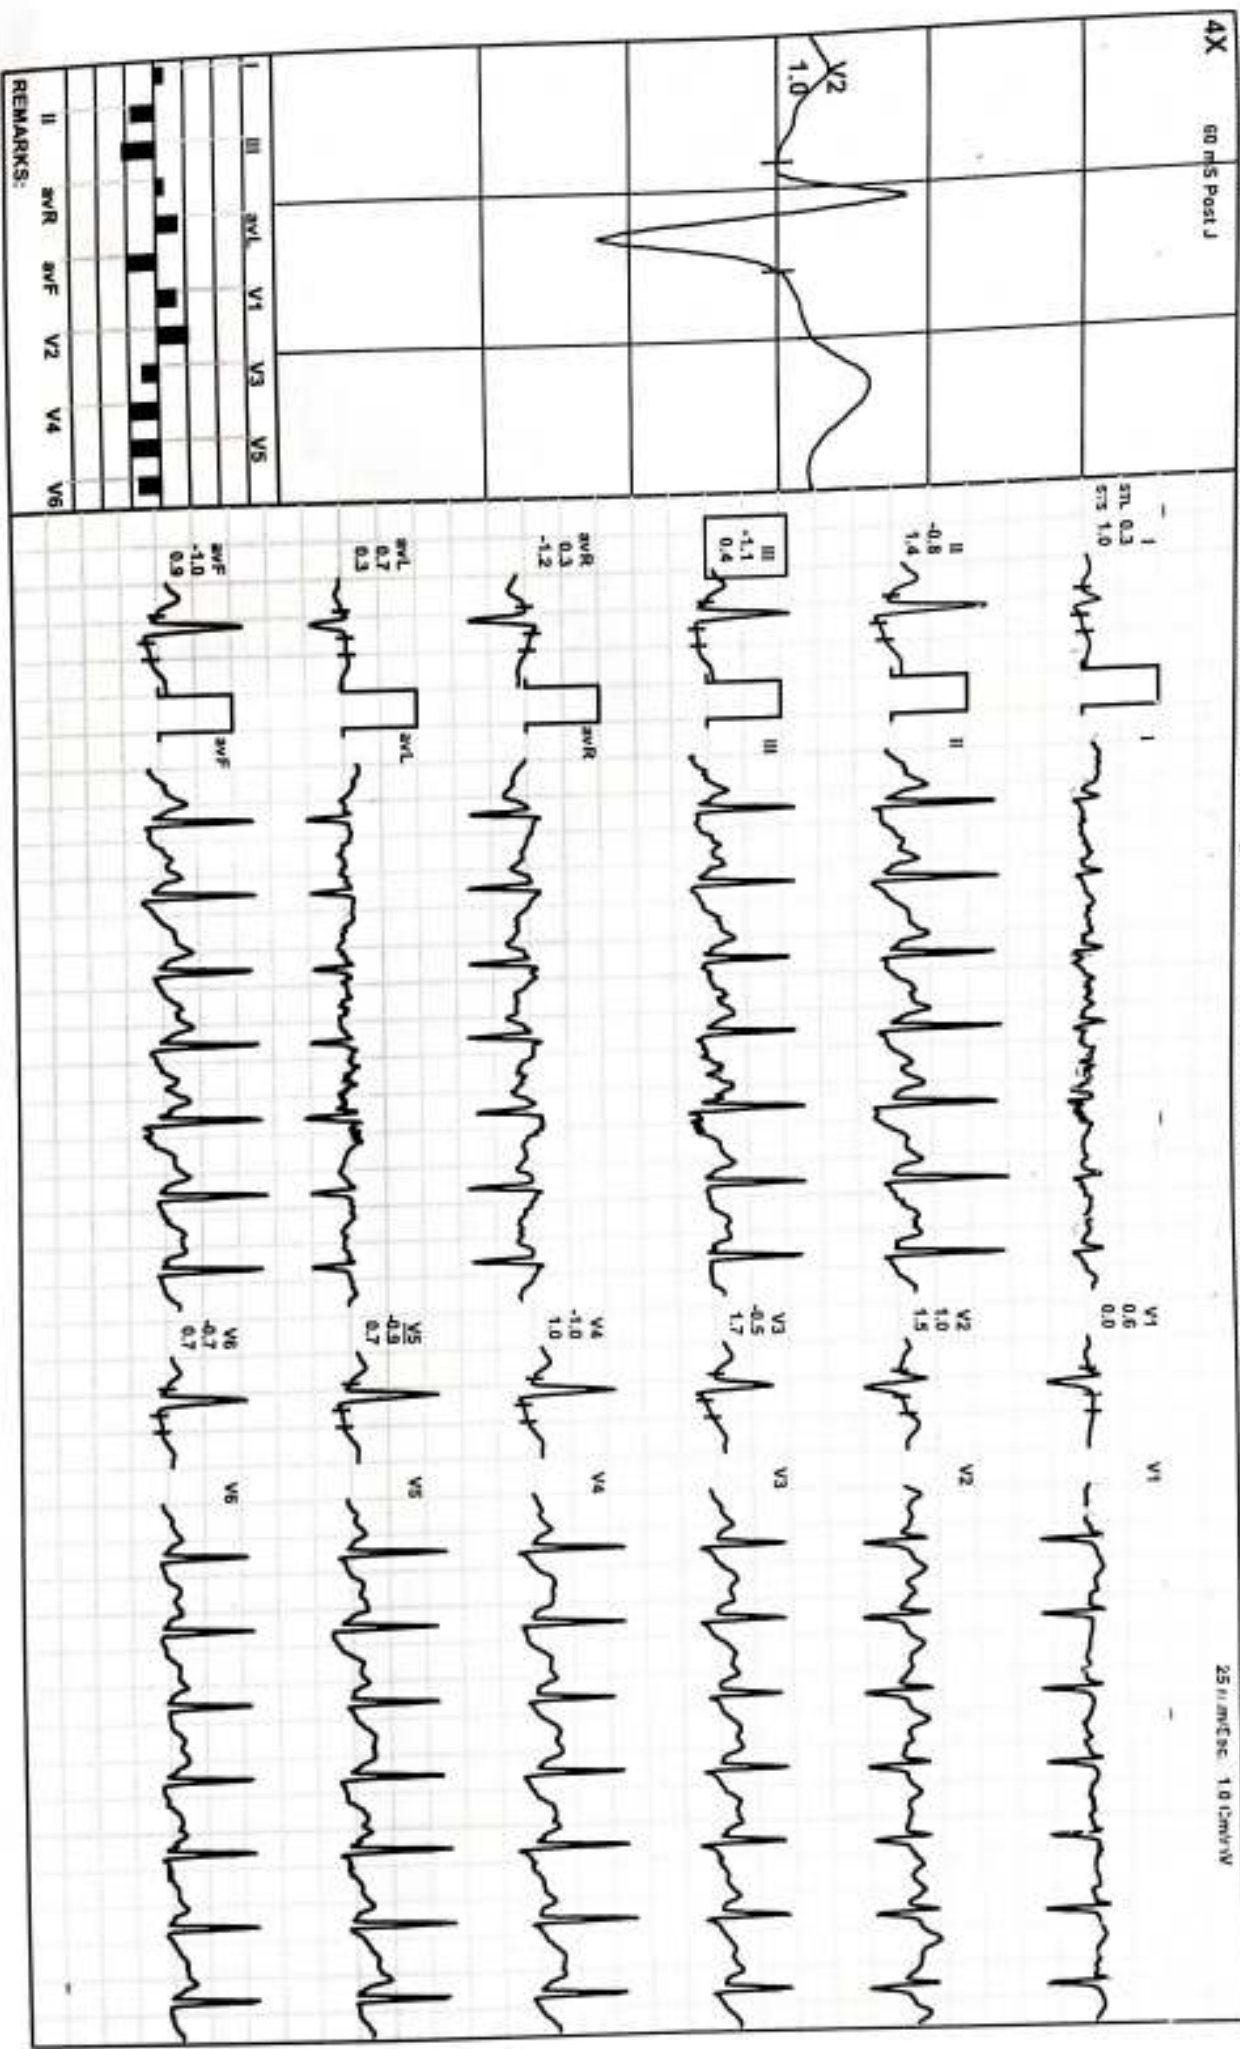 4X
60 mS Post J
25 mm/Sec. 1.0 Cm/mV
V2
1.0
I
STL 0.3
STS 1.0
I
V1
0.6
0.0
V1
II
-0.8
1.4
II
V2
1.0
1.5
V2
III
-1.1
0.4
III
V3
-0.5
1.7
V3
avR
0.3
-1.2
avR
V4
-1.0
1.0
V4
avL
0.7
0.3
avL
V5
-0.9
0.7
V5
avF
-1.0
0.9
avF
V6
-0.7
0.7
V6
I III avL V1 V3 V5
II avR avF V2 V4 V6
REMARKS: